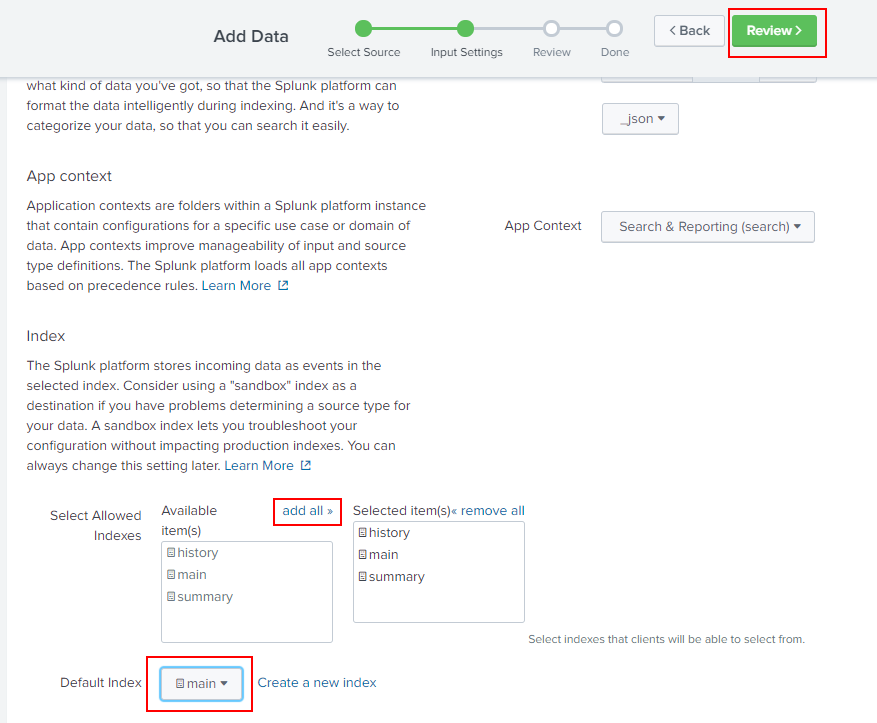 Add Data
Select Source
Input Settings
Review
Done
< Back
Review >
what kind of data you've got, so that the Splunk platform can
format the data intelligently during indexing. And it's a way to
categorize your data, so that you can search it easily.
_json
App context
Application contexts are folders within a Splunk platform instance
that contain configurations for a specific use case or domain of
data. App contexts improve manageability of input and source
type definitions. The Splunk platform loads all app contexts
based on precedence rules. Learn More
App Context
Search & Reporting (search)
Index
The Splunk platform stores incoming data as events in the
selected index. Consider using a "sandbox" index as a
destination if you have problems determining a source type for
your data. A sandbox index lets you troubleshoot your
configuration without impacting production indexes. You can
always change this setting later. Learn More
Select Allowed
Indexes
Available
item(s)
add all »
history
main
summary
Selected item(s)« remove all
history
main
summary
Select indexes that clients will be able to select from.
Default Index
main
Create a new index